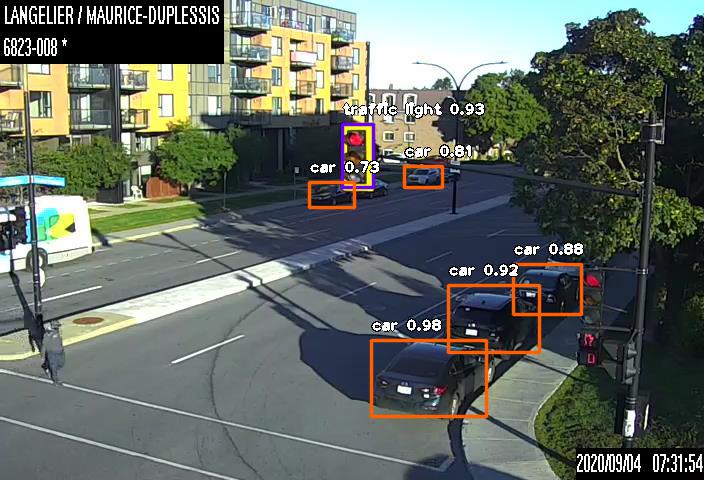 LANGELIER / MAURICE-DUPLESSIS
6823-008 *
traffic light 0.93
car 0.73
car 0.81
car 0.88
car 0.92
car 0.98
2020/09/04 07:31:54